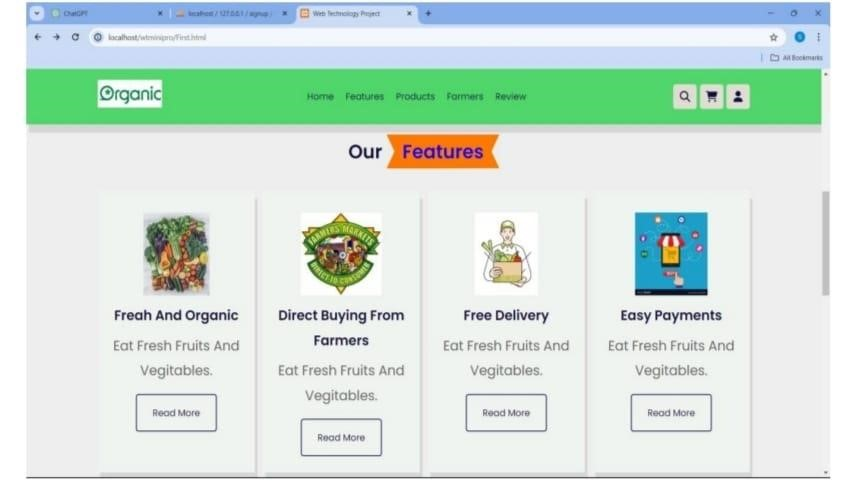 ChatGPT
localhost / 127.0.0.1 / signup /
Web Technology Project
localhost/wtminipro/First.html
All Bookmarks
Organic
Home Features Products Farmers Review
Our Features
Freah And Organic
Eat Fresh Fruits And
Vegitables.
Read More
FARMERS MARKETS
DIRECT-TO-CONSUMER
Direct Buying From
Farmers
Eat Fresh Fruits And
Vegitables.
Read More
Free Delivery
Eat Fresh Fruits And
Vegitables.
Read More
Easy Payments
Eat Fresh Fruits And
Vegitables.
Read More